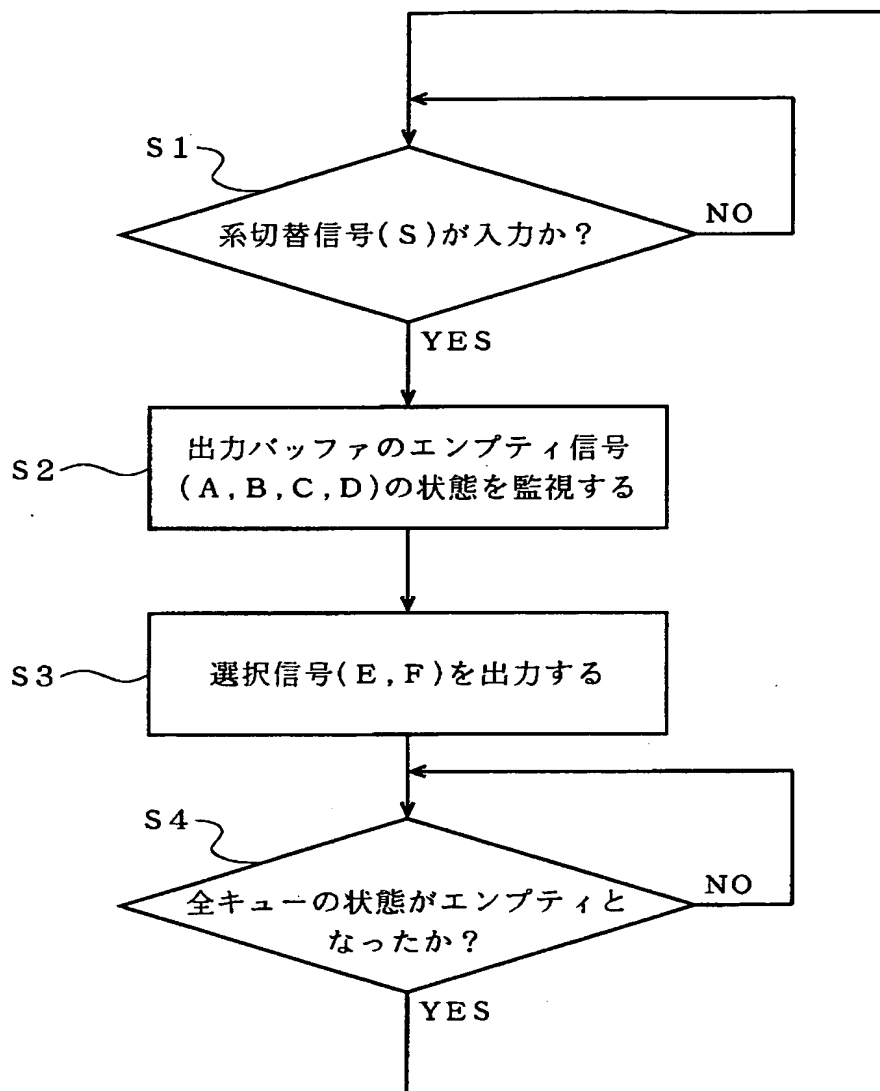 S1
系切替信号(S)が入力か？
NO
YES
S2
出力バッファのエンプティ信号
(A,B,C,D)の状態を監視する
S3
選択信号(E,F)を出力する
S4
全キューの状態がエンプティと
なったか？
NO
YES